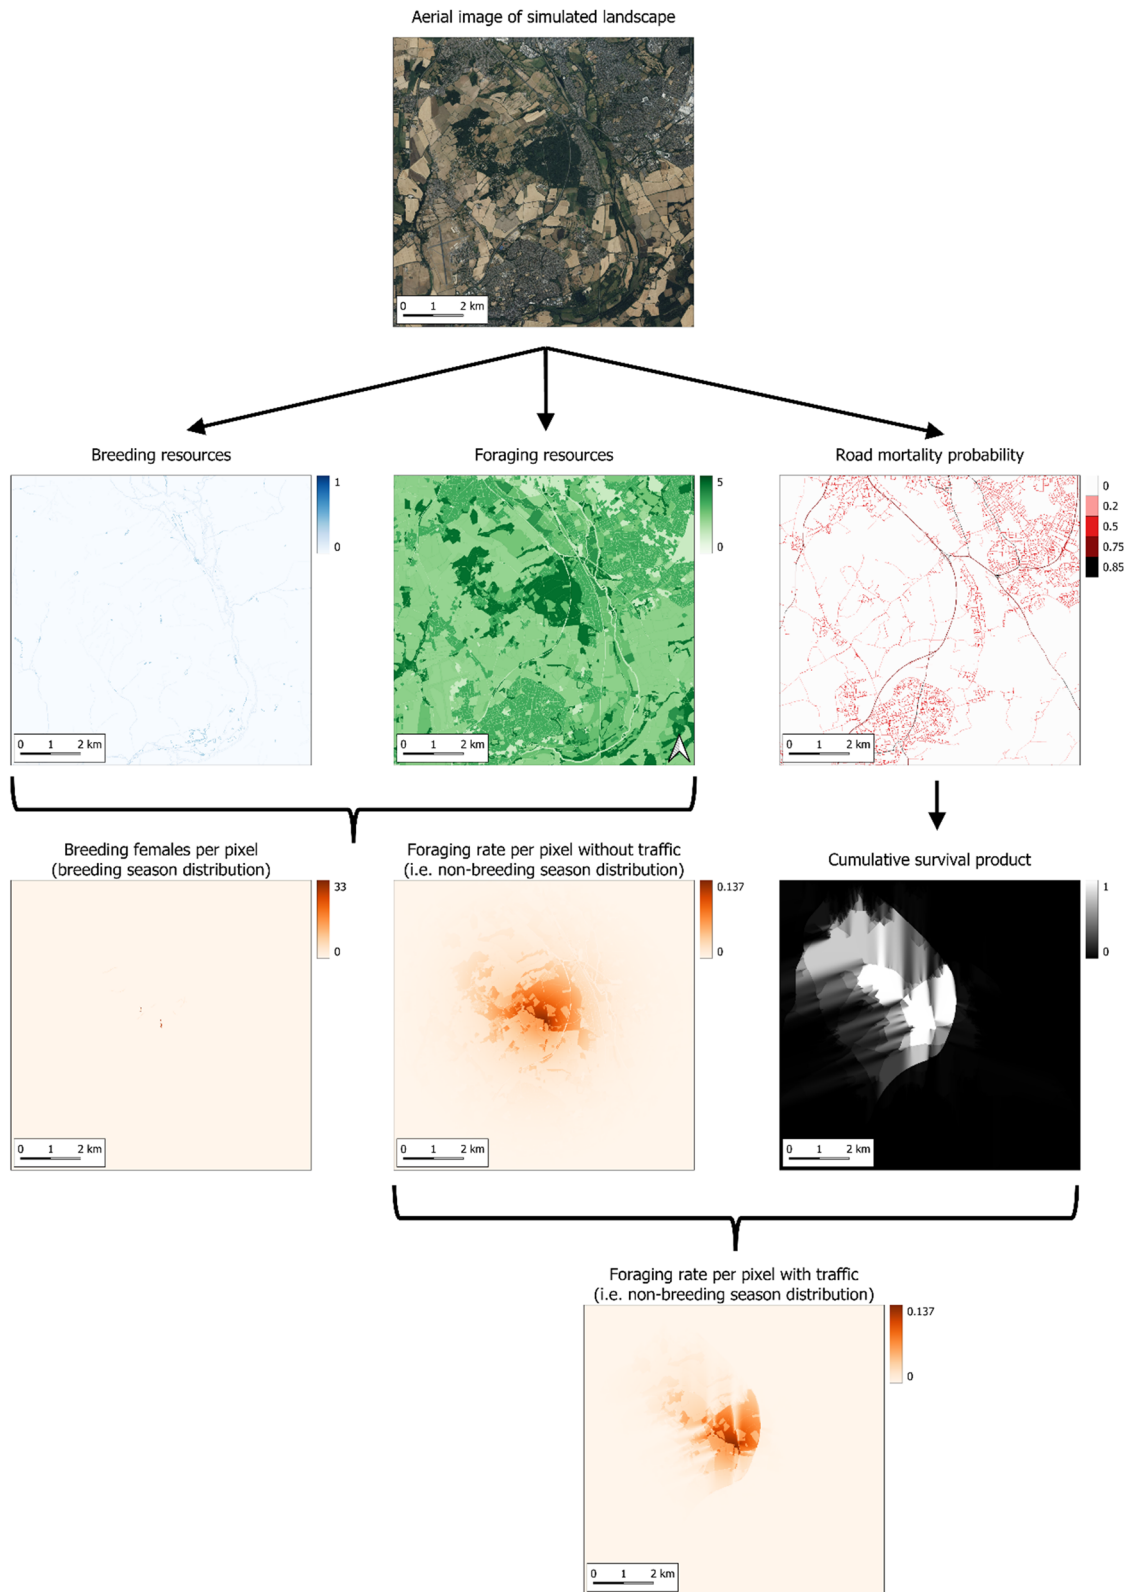 Aerial image of simulated landscape
0 1 2 km
Breeding resources
1
0
0 1 2 km
Foraging resources
5
0
0 1 2 km
Road mortality probability
0
0.2
0.5
0.75
0.85
0 1 2 km
Breeding females per pixel
(breeding season distribution)
33
0
0 1 2 km
Foraging rate per pixel without traffic
(i.e. non-breeding season distribution)
0.137
0
0 1 2 km
Cumulative survival product
1
0
0 1 2 km
Foraging rate per pixel with traffic
(i.e. non-breeding season distribution)
0.137
0
0 1 2 km